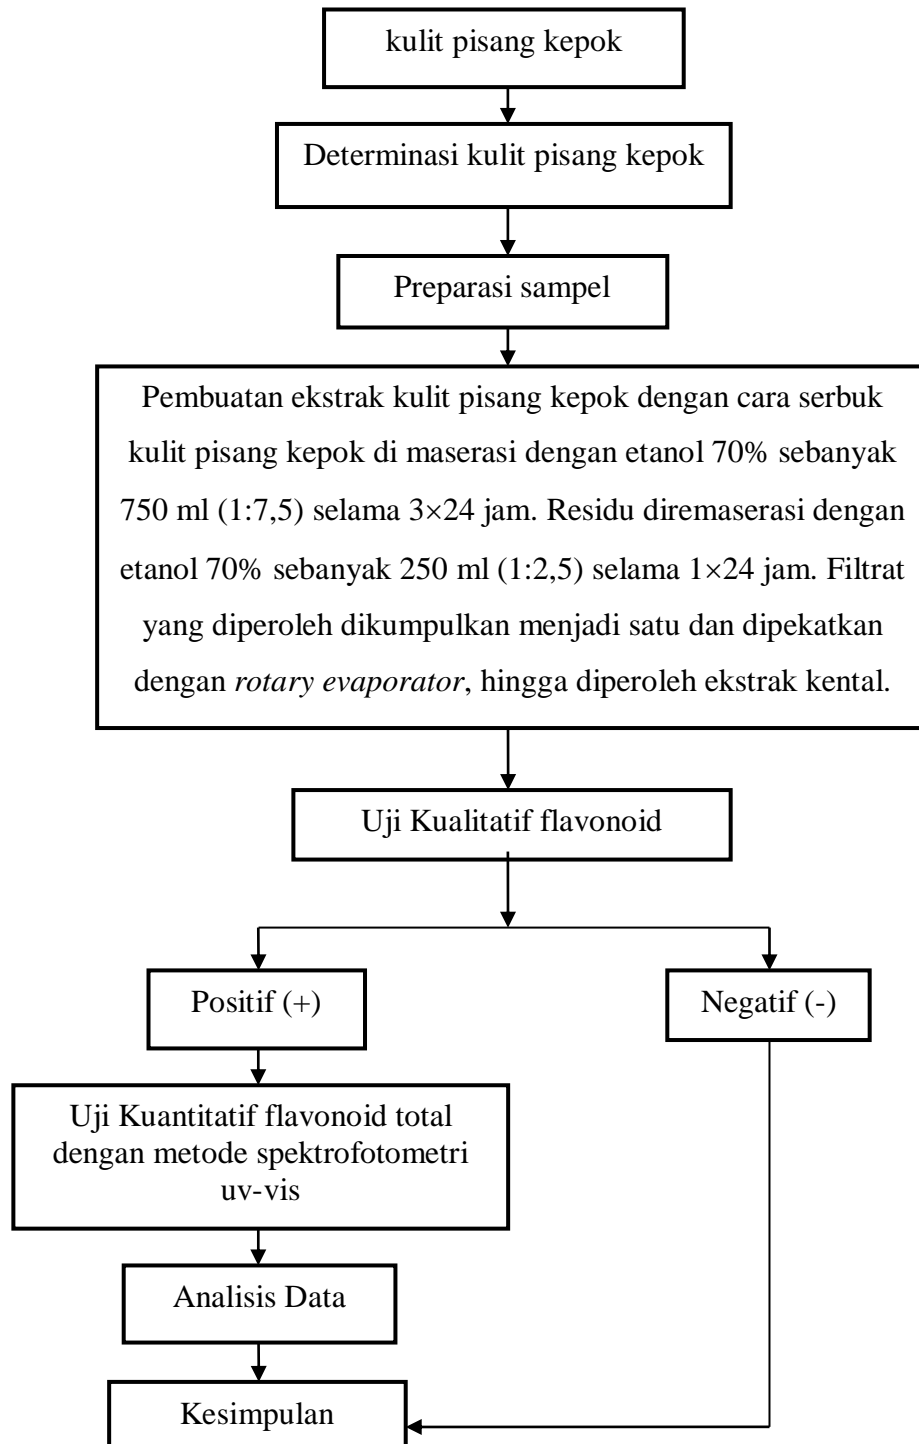 kulit pisang kepok
Determinasi kulit pisang kepok
Preparasi sampel
Pembuatan ekstrak kulit pisang kepok dengan cara serbuk
kulit pisang kepok di maserasi dengan etanol 70% sebanyak
750 ml (1:7,5) selama 3×24 jam. Residu diremaserasi dengan
etanol 70% sebanyak 250 ml (1:2,5) selama 1×24 jam. Filtrat
yang diperoleh dikumpulkan menjadi satu dan dipekatkan
dengan rotary evaporator, hingga diperoleh ekstrak kental.
Uji Kualitatif flavonoid
Positif (+)
Negatif (-)
Uji Kuantitatif flavonoid total
dengan metode spektrofotometri
uv-vis
Analisis Data
Kesimpulan